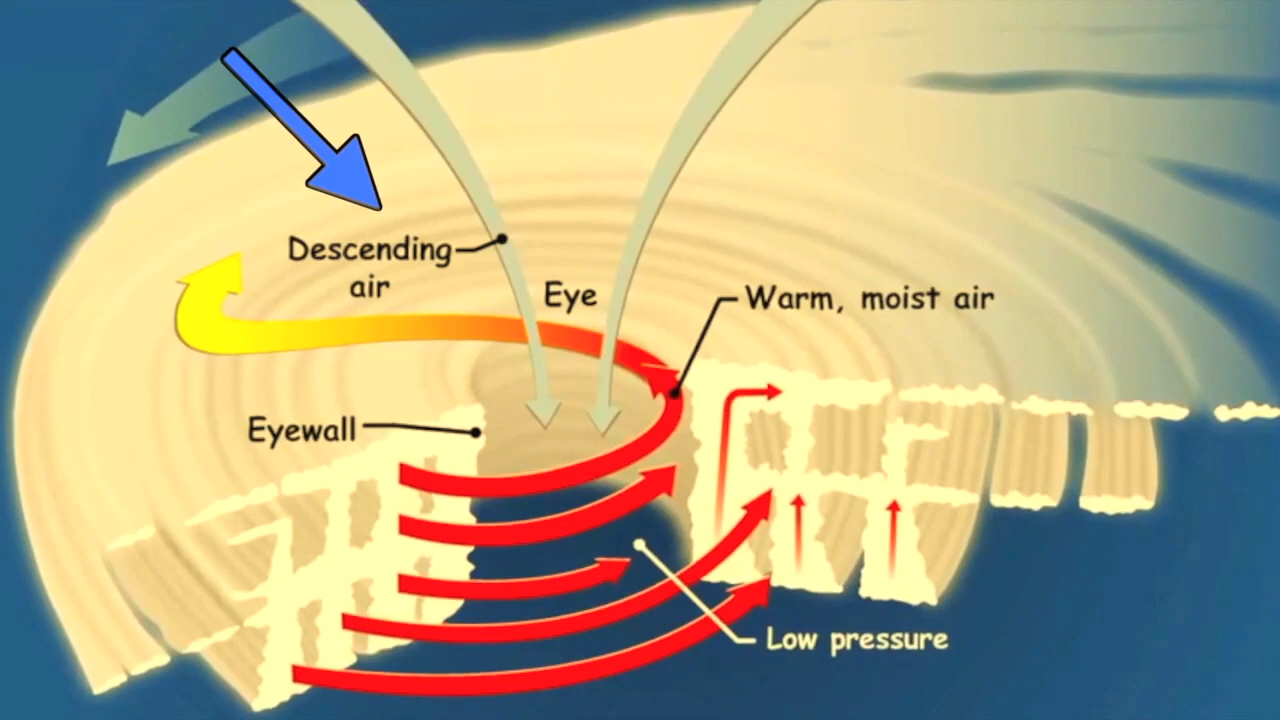 Descending
air
Eye
Warm, moist air
Eyewall
Low pressure